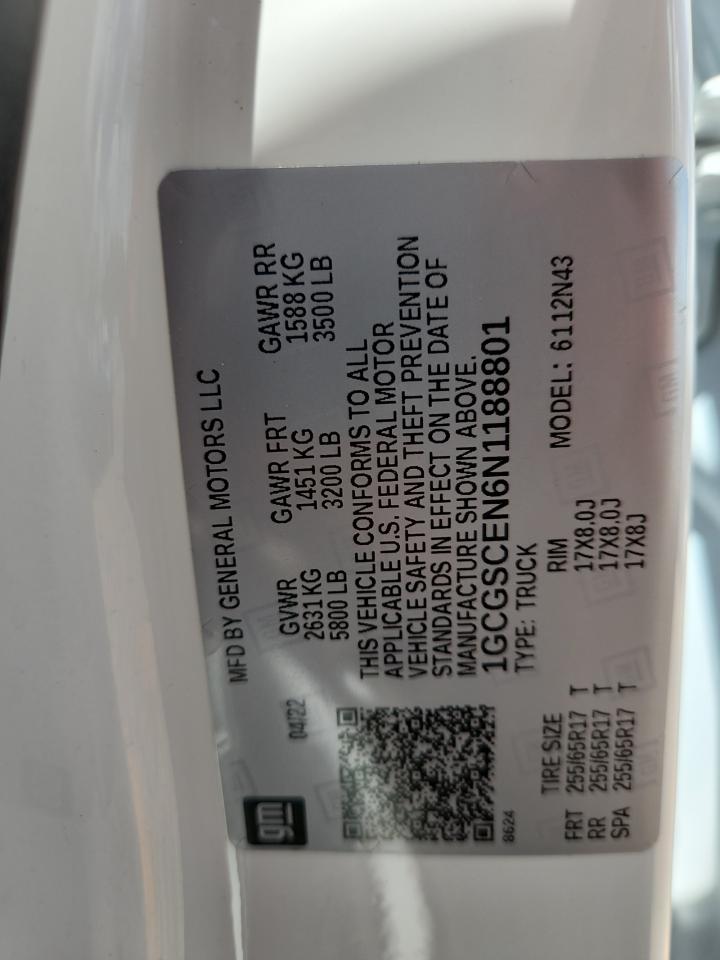 gm
MFD BY GENERAL MOTORS LLC
04/22
GVWR GAWR FRT GAWR RR
2631 KG 1451 KG 1588 KG
5800 LB 3200 LB 3500 LB
THIS VEHICLE CONFORMS TO ALL
APPLICABLE U.S. FEDERAL MOTOR
VEHICLE SAFETY AND THEFT PREVENTION
STANDARDS IN EFFECT ON THE DATE OF
MANUFACTURE SHOWN ABOVE.
1GCGSCEN6N1188801
8624
TYPE: TRUCK
TIRE SIZE RIM MODEL: 6112N43
FRT 255/65R17 T 17X8.0J
RR 255/65R17 T 17X8.0J
SPA 255/65R17 T 17X8J